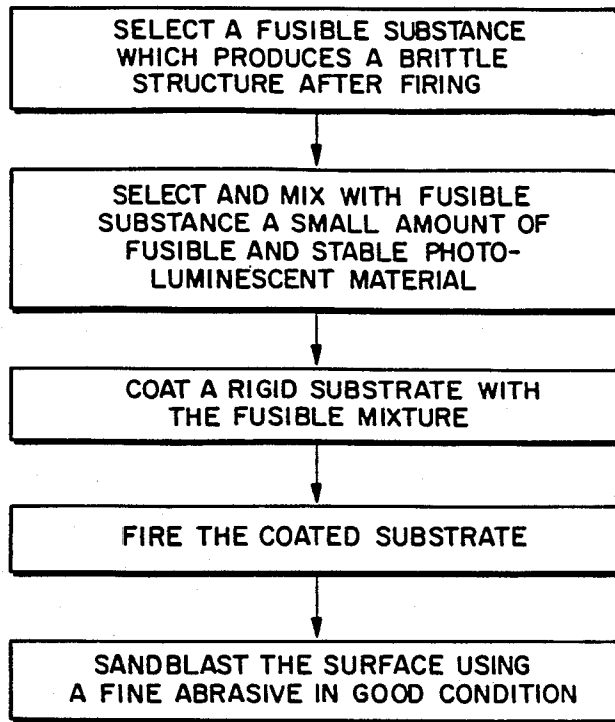 SELECT A FUSIBLE SUBSTANCE
WHICH PRODUCES A BRITTLE
STRUCTURE AFTER FIRING
SELECT AND MIX WITH FUSIBLE
SUBSTANCE A SMALL AMOUNT OF
FUSIBLE AND STABLE PHOTO-
LUMINESCENT MATERIAL
COAT A RIGID SUBSTRATE WITH
THE FUSIBLE MIXTURE
FIRE THE COATED SUBSTRATE
SANDBLAST THE SURFACE USING
A FINE ABRASIVE IN GOOD CONDITION